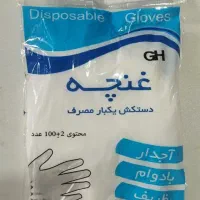 Disposable Gloves
GH
غنچه
دستکش یکبار مصرف
محتوی 2±100 عدد
آجدار
بادوام
ظریف